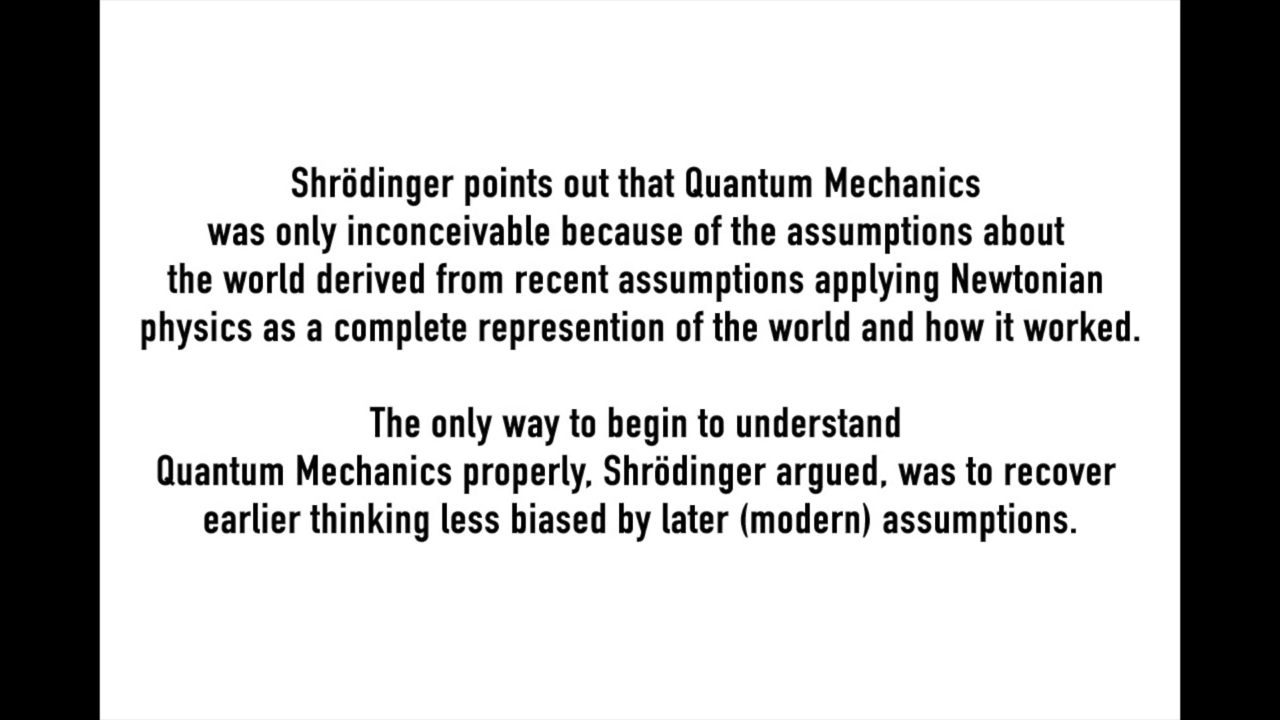 Shrödinger points out that Quantum Mechanics
was only inconceivable because of the assumptions about
the world derived from recent assumptions applying Newtonian
physics as a complete represention of the world and how it worked.
The only way to begin to understand
Quantum Mechanics properly, Shrödinger argued, was to recover
earlier thinking less biased by later (modern) assumptions.